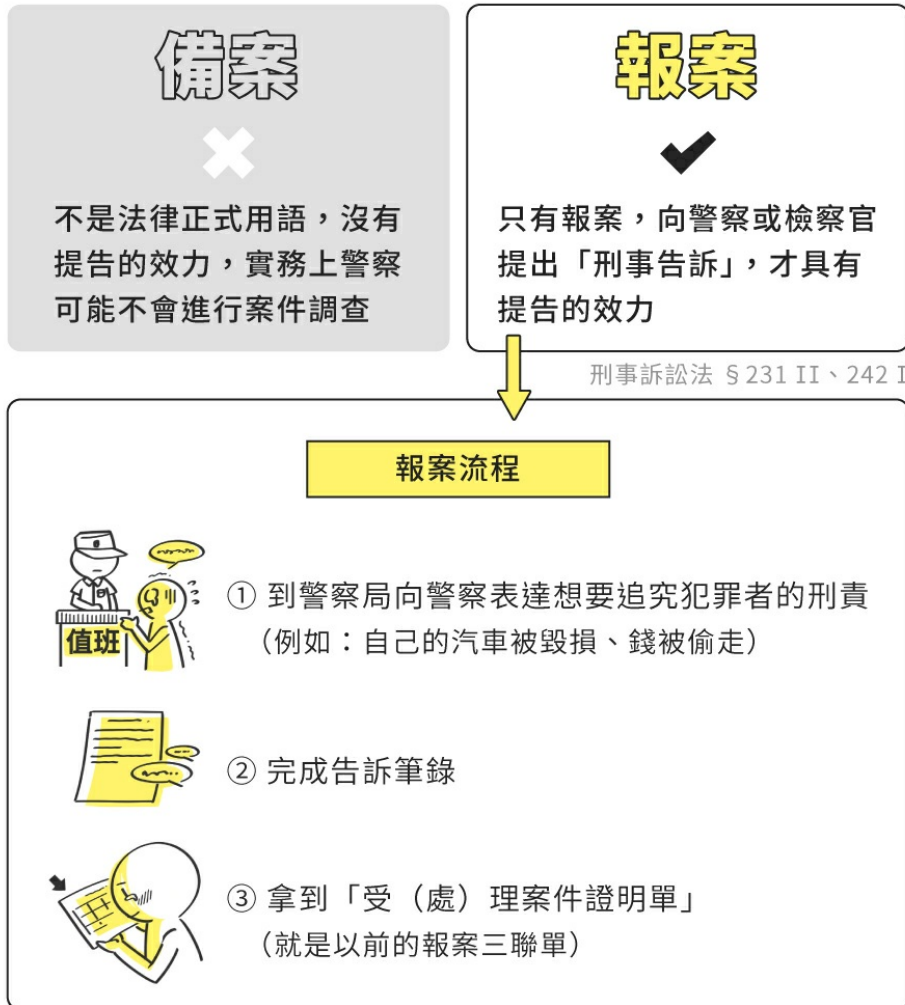 備案
不是法律正式用語，沒有
提告的效力，實務上警察
可能不會進行案件調查
報案
只有報案，向警察或檢察官
提出「刑事告訴」，才具有
提告的效力
刑事訴訟法 §231 II、242 I
報案流程
值班
① 到警察局向警察表達想要追究犯罪者的刑責
（例如：自己的汽車被毀損、錢被偷走）
② 完成告訴筆錄
③ 拿到「受（處）理案件證明單」
（就是以前的報案三聯單）